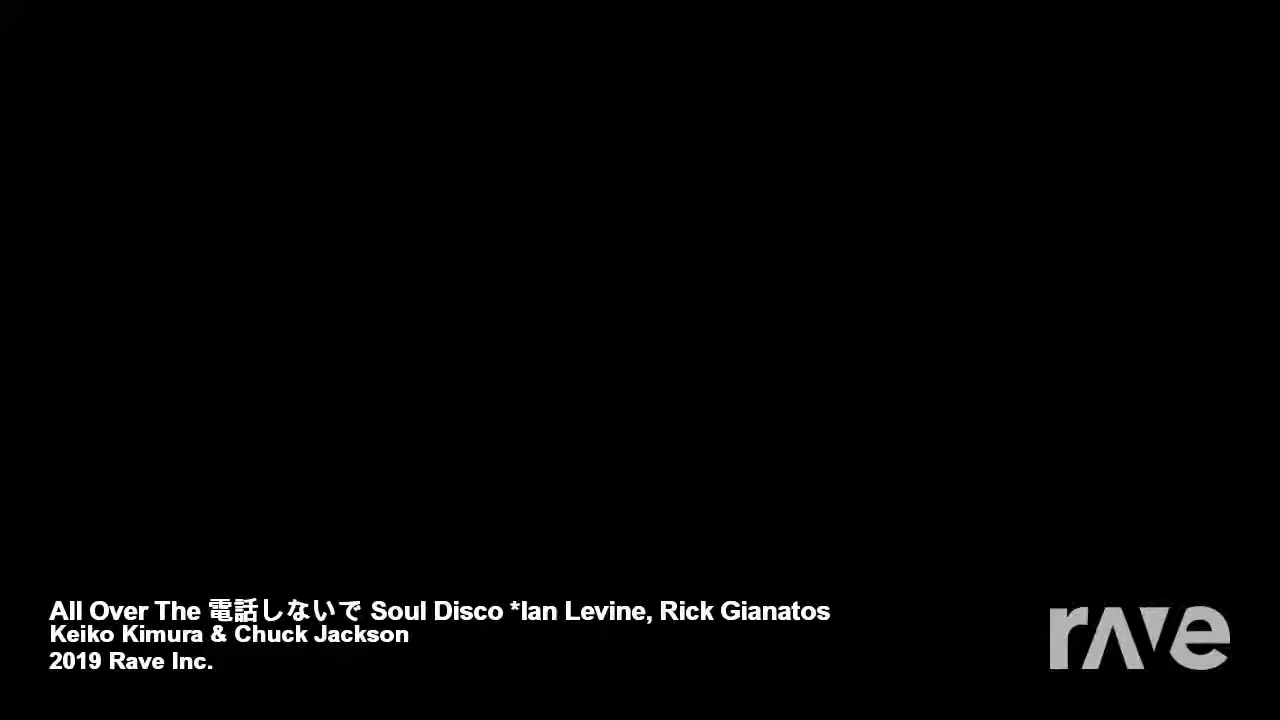 All Over The 電話しないで Soul Disco *Ian Levine, Rick Gianatos
Keiko Kimura & Chuck Jackson
2019 Rave Inc.
rave